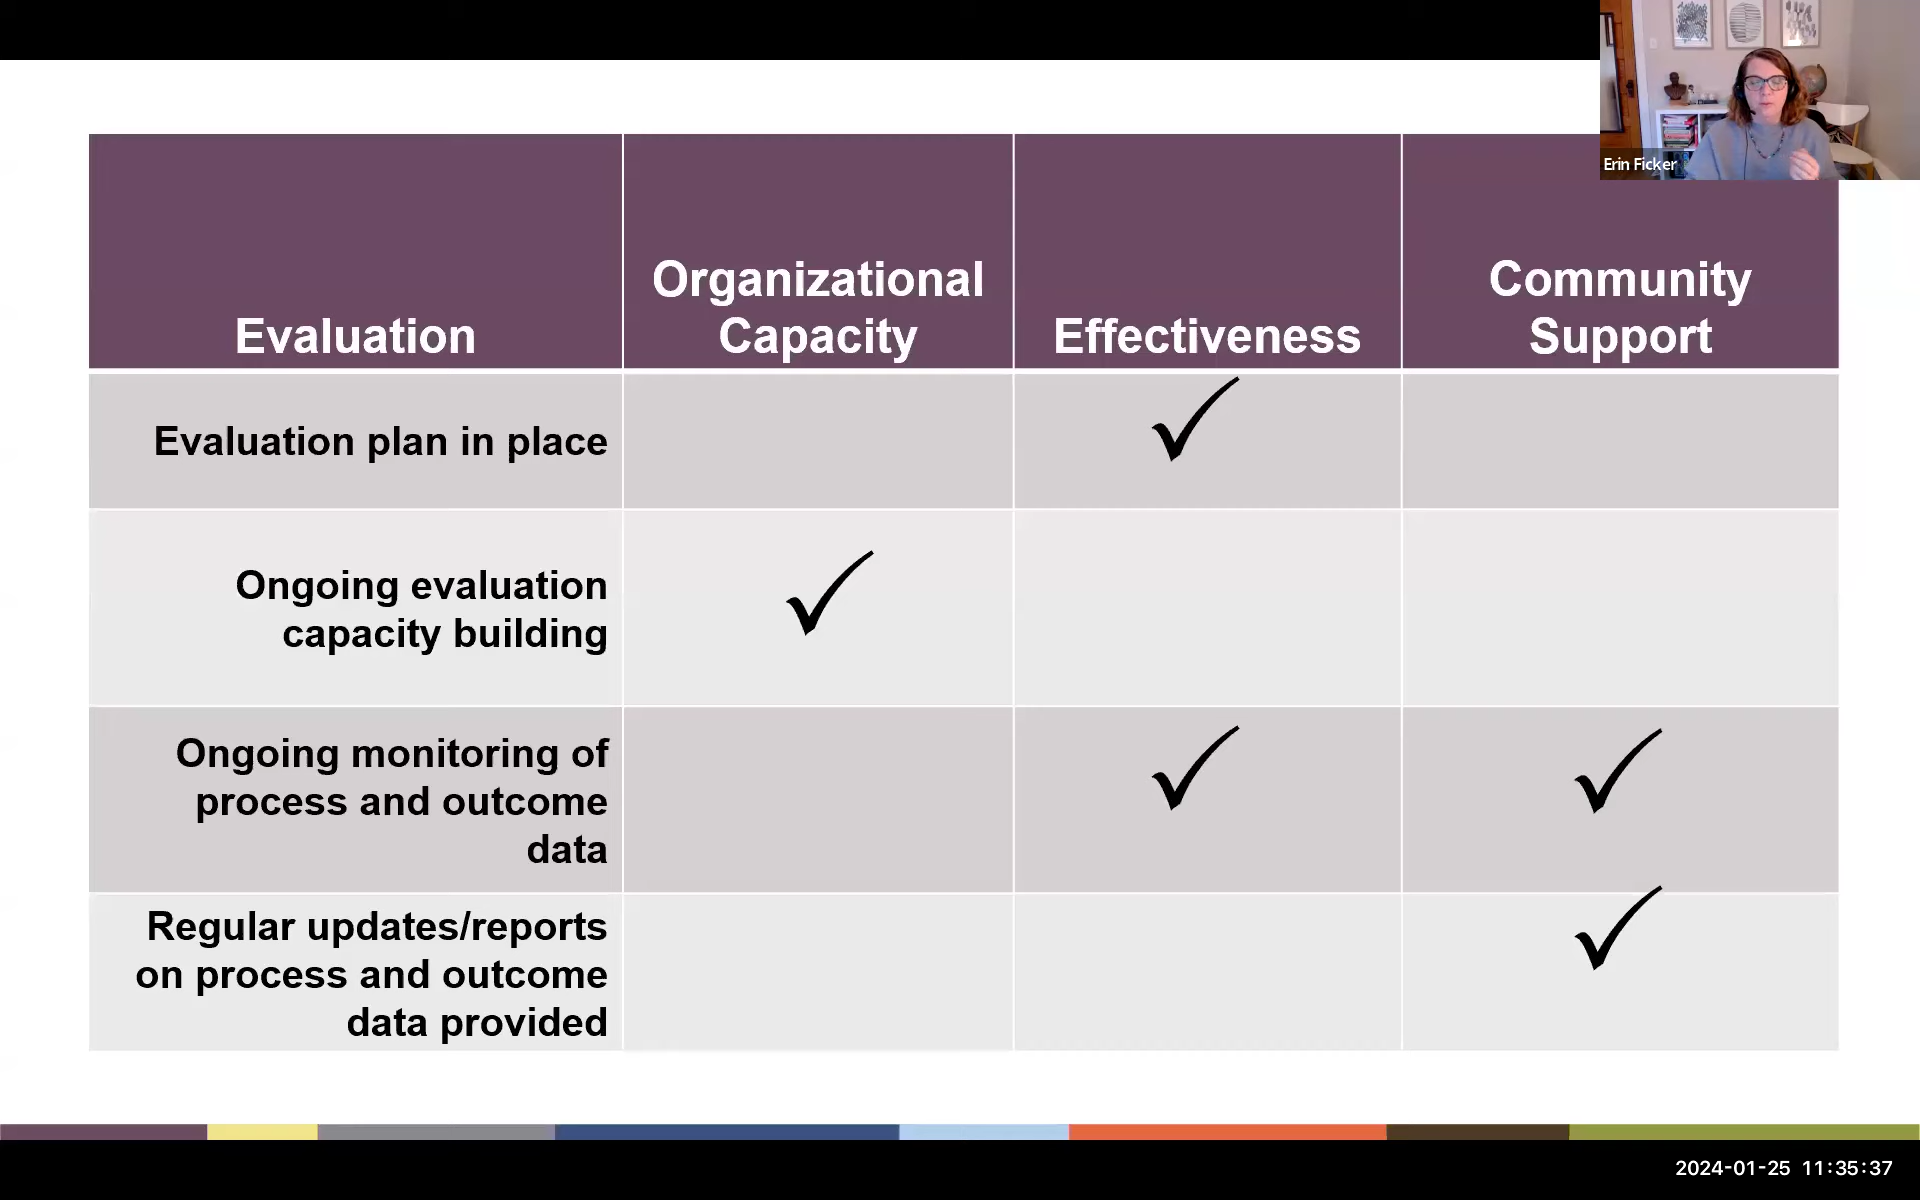 Erin Ficker
Evaluation
Organizational
Capacity
Effectiveness
Community
Support
Evaluation plan in place
Ongoing evaluation
capacity building
Ongoing monitoring of
process and outcome
data
Regular updates/reports
on process and outcome
data provided
2024-01-25 11:35:37